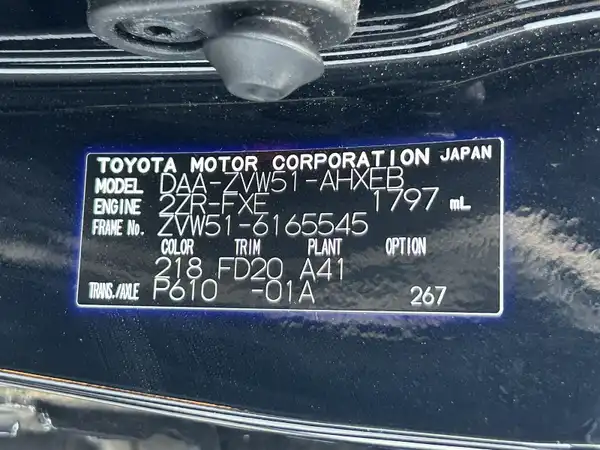 TOYOTA MOTOR CORPORATION JAPAN
MODEL DAA-ZVW51-AHXEB
ENGINE 2ZR-FXE 1797 mL
FRAME No. ZVW51-6165545
COLOR TRIM PLANT OPTION
218 FD20 A41
TRANS./AXLE P610 -01A 267